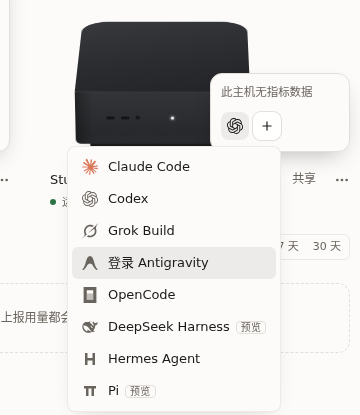 此主机无指标数据
Claude Code
Stu
共享
Codex
Grok Build
7 天
30 天
登录 Antigravity
OpenCode
上报用量都会
DeepSeek Harness 预览
Hermes Agent
Pi 预览